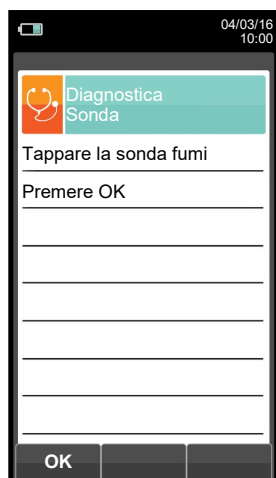 04/03/16
10:00
Diagnostica
Sonda
Tappare la sonda fumi
Premere OK
OK